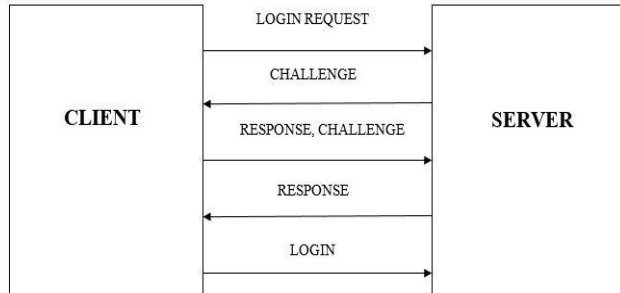 LOGIN REQUEST
CHALLENGE
CLIENT
RESPONSE, CHALLENGE
SERVER
RESPONSE
LOGIN